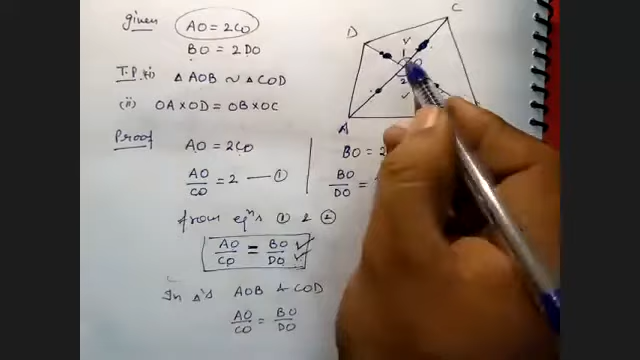 given AO = 2CO
BO = 2DO
T.P. (i) △ AOB ~ △ COD
(ii) OA × OD = OB × OC
Proof AO = 2CO
AO/CO = 2 — ①
BO = 2
BO/DO =
from eqⁿs ① & ②
AO/CO = BO/DO
In △'s AOB & COD
AO/CO = BO/DO
C
D
1
O
2
A